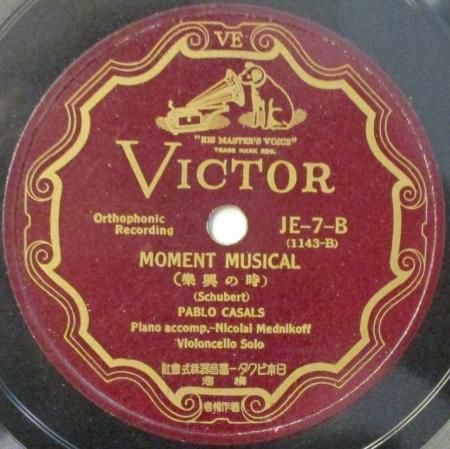 VE
"HIS MASTER'S VOICE"
TRADE MARK REG.
VICTOR
Orthophonic
Recording
JE-7-B
(1143-B)
MOMENT MUSICAL
(樂興の時)
(Schubert)
PABLO CASALS
Piano accomp.-Nicolai Mednikoff
Violoncello Solo
日本ビクター蓄音器株式會社
横濱